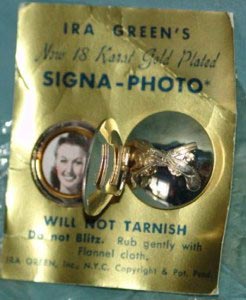 IRA GREEN'S
Now 18 Karat Gold Plated
SIGNA-PHOTO*
WILL NOT TARNISH
Do not Blitz. Rub gently with
Flannel cloth.
IRA GREEN, Inc., N.Y.C. Copyright & Pat. Pend.